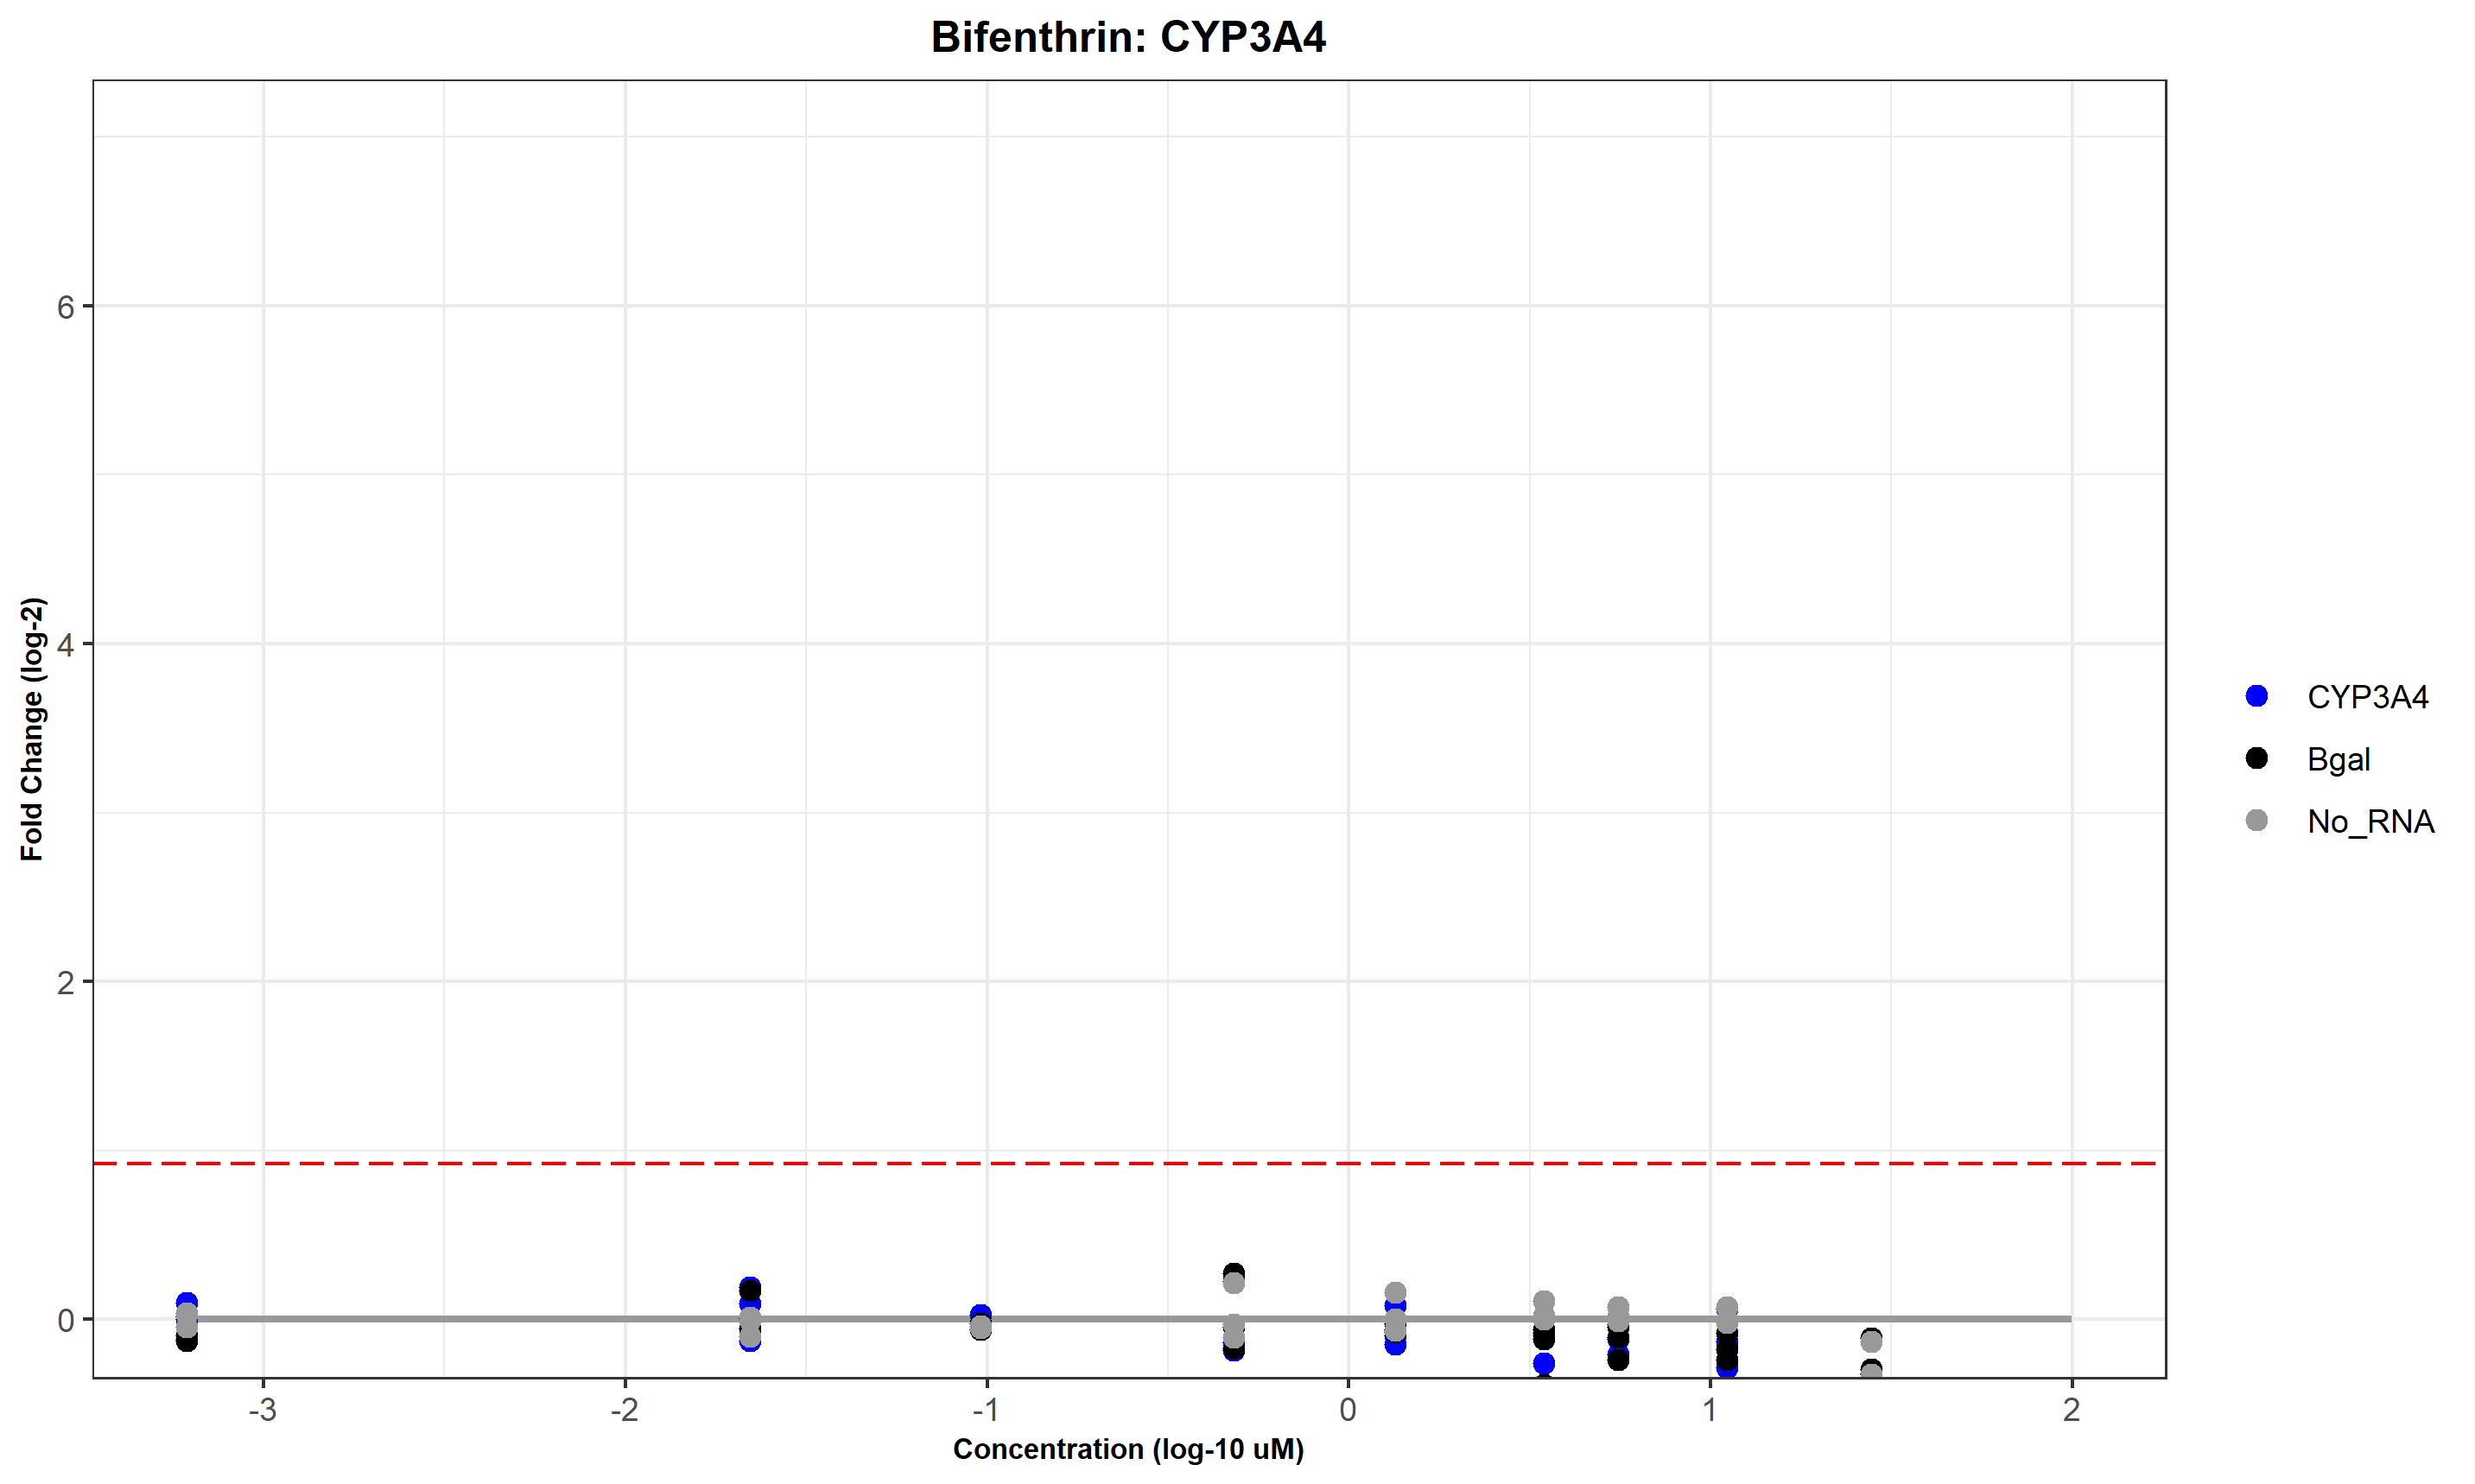 Bifenthrin: CYP3A4
Fold Change (log-2)
6
4
2
0
-3
-2
-1
0
1
2
Concentration (log-10 uM)
CYP3A4
Bgal
No_RNA